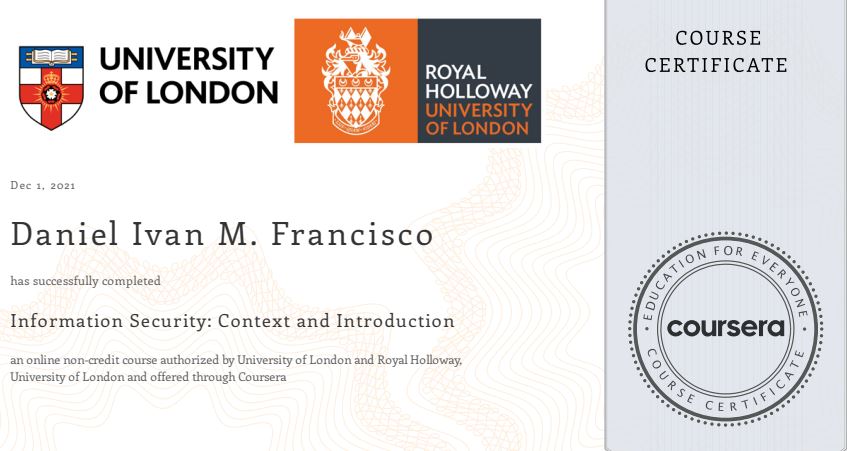 UNIVERSITY
OF LONDON
ROYAL
HOLLOWAY
UNIVERSITY
OF LONDON
COURSE
CERTIFICATE
Dec 1, 2021
Daniel Ivan M. Francisco
has successfully completed
Information Security: Context and Introduction
an online non-credit course authorized by University of London and Royal Holloway,
University of London and offered through Coursera
EDUCATION FOR EVERYONE
coursera
COURSE CERTIFICATE